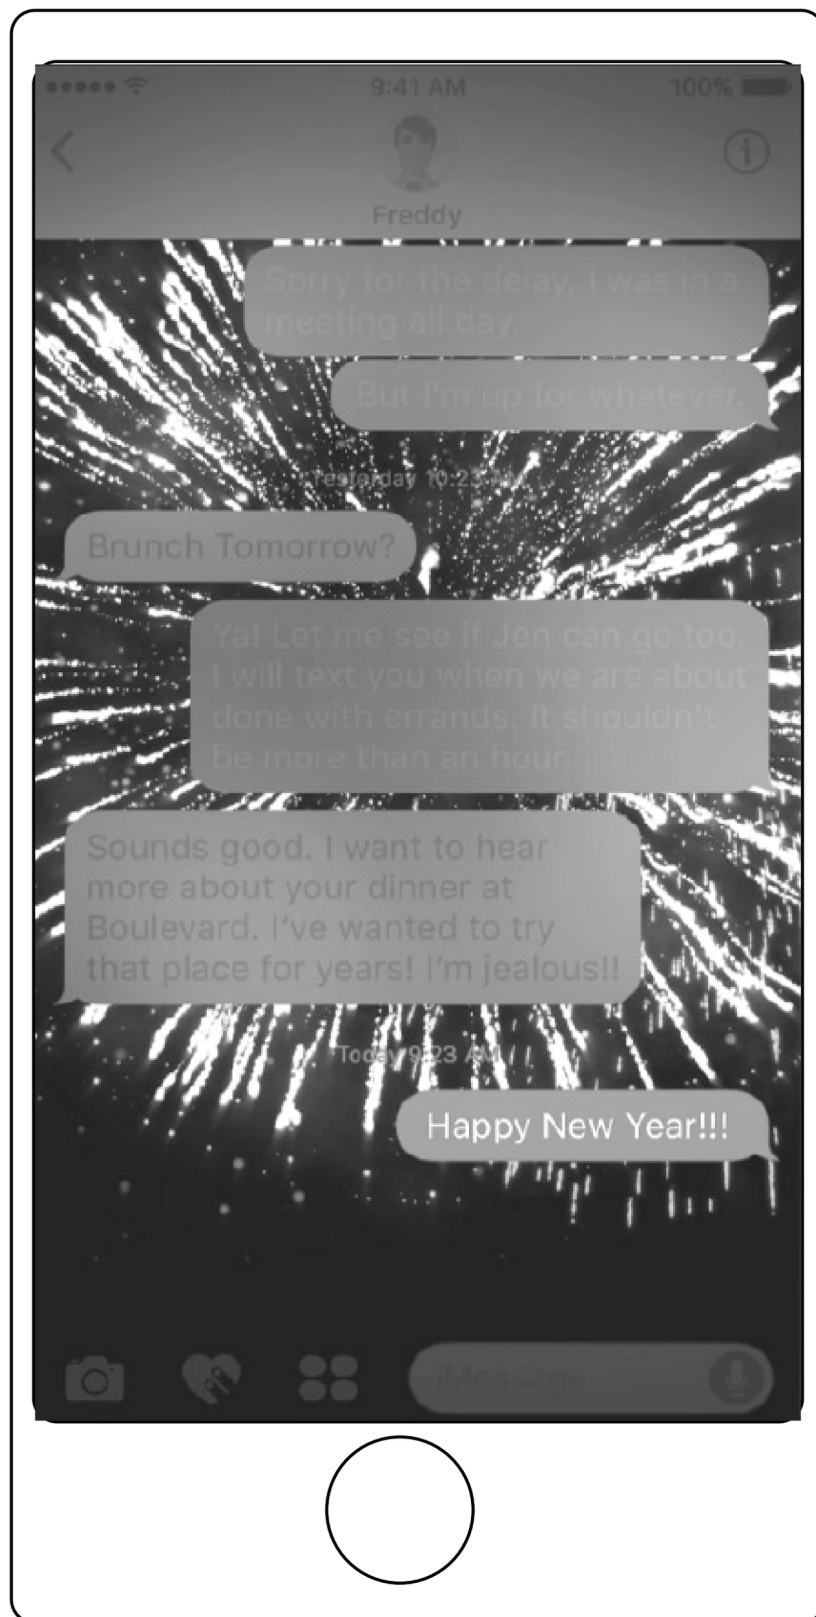 9:41 AM 100%
Freddy
Sorry for the delay, I was in a
meeting all day.
But I'm up for whatever.
Yesterday 10:23 AM
Brunch Tomorrow?
Ya! Let me see if Jen can go too.
I will text you when we are about
done with errands. It shouldn't
be more than an hour.
Sounds good. I want to hear
more about your dinner at
Boulevard. I've wanted to try
that place for years! I'm jealous!!
Today 9:23 AM
Happy New Year!!!
iMessage